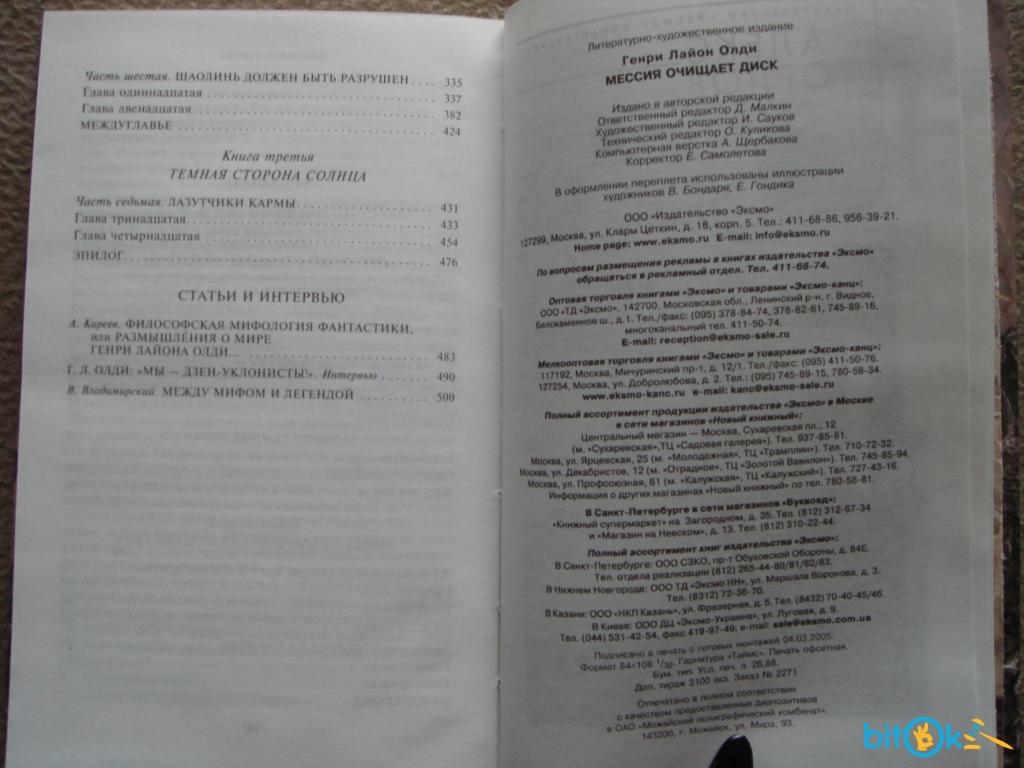 Часть шестая. ШАОЛИНЬ ДОЛЖЕН БЫТЬ РАЗРУШЕН.... 335
Глава одиннадцатая .......... 337
Глава двенадцатая .......... 382
МЕЖДУГЛАВЬЕ .......... 424
Книга третья
ТЕМНАЯ СТОРОНА СОЛНЦА
Часть седьмая. ЛАЗУТЧИКИ КАРМЫ .......... 431
Глава тринадцатая .......... 433
Глава четырнадцатая .......... 454
ЭПИЛОГ .......... 476
СТАТЬИ И ИНТЕРВЬЮ
А. Киреев. ФИЛОСОФСКАЯ МИФОЛОГИЯ ФАНТАСТИКИ,
или РАЗМЫШЛЕНИЯ О МИРЕ
ГЕНРИ ЛАЙОНА ОЛДИ... .......... 483
Г. Л. ОЛДИ: «МЫ — ДЗЕН-УКЛОНИСТЫ!». Интервью .......... 490
В. Владимирский. МЕЖДУ МИФОМ И ЛЕГЕНДОЙ .......... 500
Литературно-художественное издание
Генри Лайон Олди
МЕССИЯ ОЧИЩАЕТ ДИСК
Издано в авторской редакции
Ответственный редактор Д. Малкин
Художественный редактор И. Сауков
Технический редактор О. Куликова
Компьютерная верстка А. Щербакова
Корректор Е. Самолетова
В оформлении переплета использованы иллюстрации
художников В. Бондаря, Е. Гондика
ООО «Издательство «Эксмо»
127299, Москва, ул. Клары Цеткин, д. 18, корп. 5. Тел.: 411-68-86, 956-39-21.
Home page: www.eksmo.ru E-mail: info@eksmo.ru
По вопросам размещения рекламы в книгах издательства «Эксмо»
обращаться в рекламный отдел. Тел. 411-68-74.
Оптовая торговля книгами «Эксмо» и товарами «Эксмо-канц»:
ООО «ТД «Эксмо». 142700, Московская обл., Ленинский р-н, г. Видное,
Белокаменное ш., д.1. Тел./факс: (095) 378-84-74, 378-82-61, 745-89-16,
многоканальный тел. 411-50-74.
E-mail: reception@eksmo-sale.ru
Мелкооптовая торговля книгами «Эксмо» и товарами «Эксмо-канц»:
117192, Москва, Мичуринский пр-т, д. 12/1. Тел./факс: (095) 411-50-76.
127254, Москва, ул. Добролюбова, д. 2. Тел.: (095) 745-89-15, 780-58-34.
www.eksmo-kanc.ru e-mail: kanc@eksmo-sale.ru
Полный ассортимент продукции издательства «Эксмо» в Москве
в сети магазинов «Новый книжный»:
Центральный магазин — Москва, Сухаревская пл., 12
(м. «Сухаревская»,ТЦ «Садовая галерея»). Тел. 937-85-81.
Москва, ул. Ярцевская, 25 (м. «Молодежная», ТЦ «Трамплин»). Тел. 710-72-32.
Москва, ул. Декабристов, 12 (м. «Отрадное», ТЦ «Золотой Вавилон»). Тел. 745-85-94.
Москва, ул. Профсоюзная, 61 (м. «Калужская», ТЦ «Калужский»). Тел. 727-43-16.
Информация о других магазинах «Новый книжный» по тел. 780-58-81.
В Санкт-Петербурге в сети магазинов «Буквоед»:
«Книжный супермаркет» на Загородном, д. 35. Тел. (812) 312-67-34
и «Магазин на Невском», д. 13. Тел. (812) 310-22-44.
Полный ассортимент книг издательства «Эксмо»:
В Санкт-Петербурге: ООО СЗКО, пр-т Обуховской Обороны, д. 84Е.
Тел. отдела реализации (812) 265-44-80/81/82/83.
В Нижнем Новгороде: ООО ТД «Эксмо НН», ул. Маршала Воронова, д. 3.
Тел. (8312) 72-36-70.
В Казани: ООО «НКП Казань», ул. Фрезерная, д. 5. Тел. (8432) 70-40-45/46.
В Киеве: ООО ДЦ «Эксмо-Украина», ул. Луговая, д. 9.
Тел. (044) 531-42-54, факс 419-97-49; e-mail: sale@eksmo.com.ua
Подписано в печать с готовых монтажей 04.03.2005.
Формат 84×108 1/32. Гарнитура «Таймс». Печать офсетная.
Бум. тип. Усл. печ. л. 26,88.
Доп. тираж 3100 экз. Заказ № 2271
Отпечатано в полном соответствии
с качеством предоставленных диапозитивов
в ОАО «Можайский полиграфический комбинат».
143200, г. Можайск, ул. Мира, 93.
bitOk